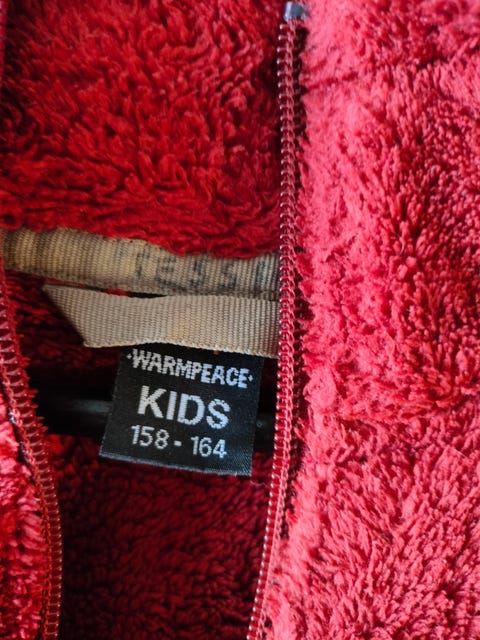 ·WARMPEACE·
KIDS
158 - 164